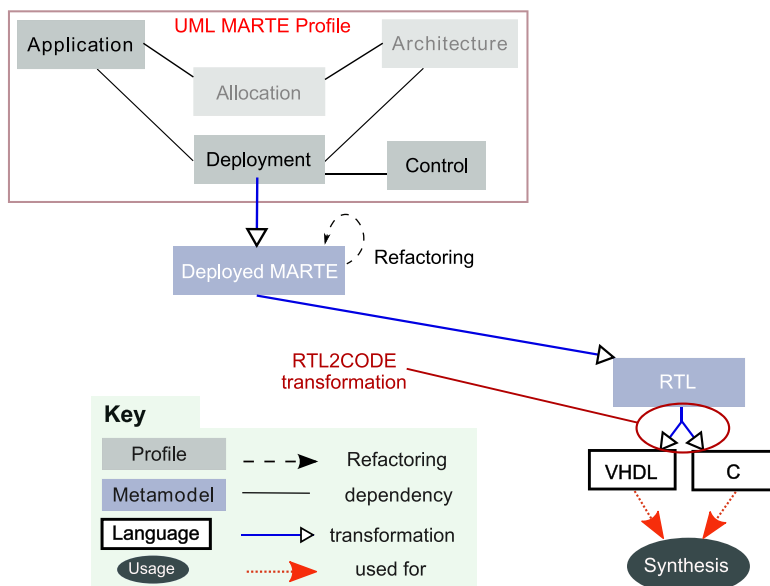 UML MARTE Profile
Application
Architecture
Allocation
Deployment
Control
Deployed MARTE
Refactoring
RTL2CODE
transformation
RTL
VHDL
C
Synthesis
Key
Profile
Refactoring
Metamodel
dependency
Language
transformation
Usage
used for